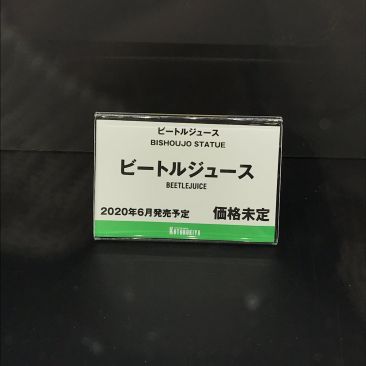 ビートルジュース
BISHOUJO STATUE
ビートルジュース
BEETLEJUICE
2020年6月発売予定 価格未定
KOTOBUKIYA